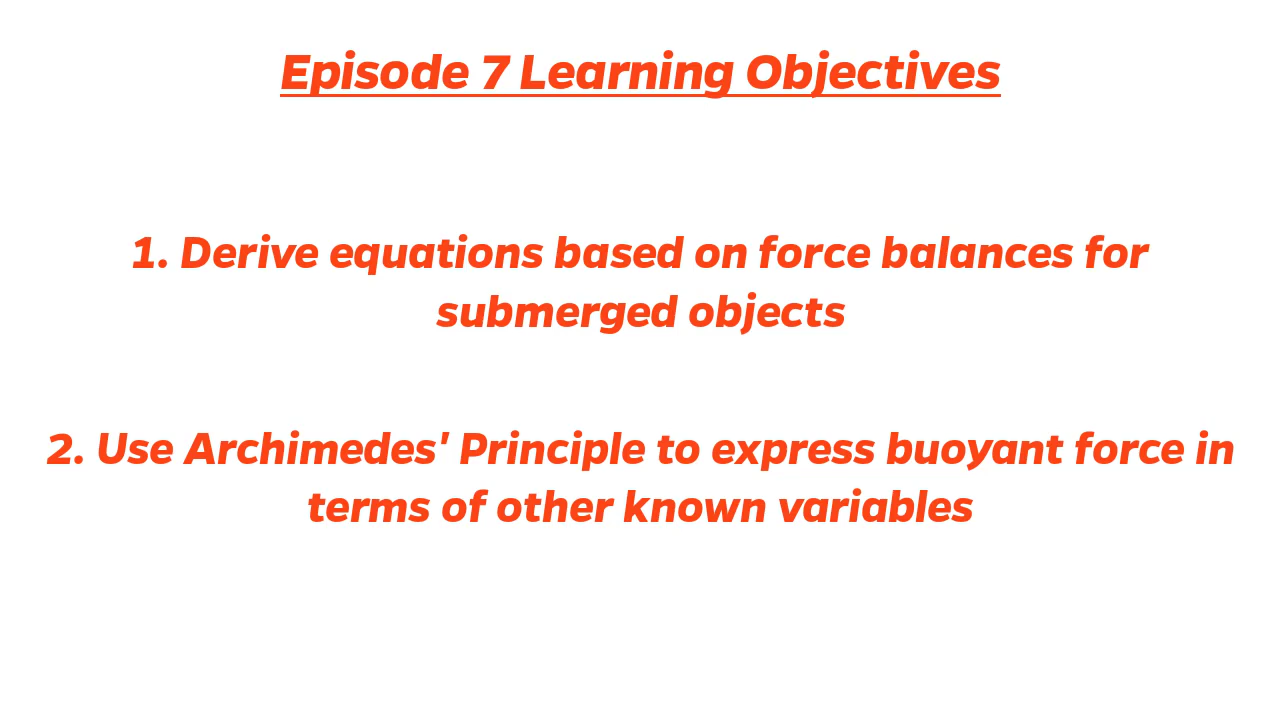 Episode 7 Learning Objectives
1. Derive equations based on force balances for
submerged objects
2. Use Archimedes' Principle to express buoyant force in
terms of other known variables